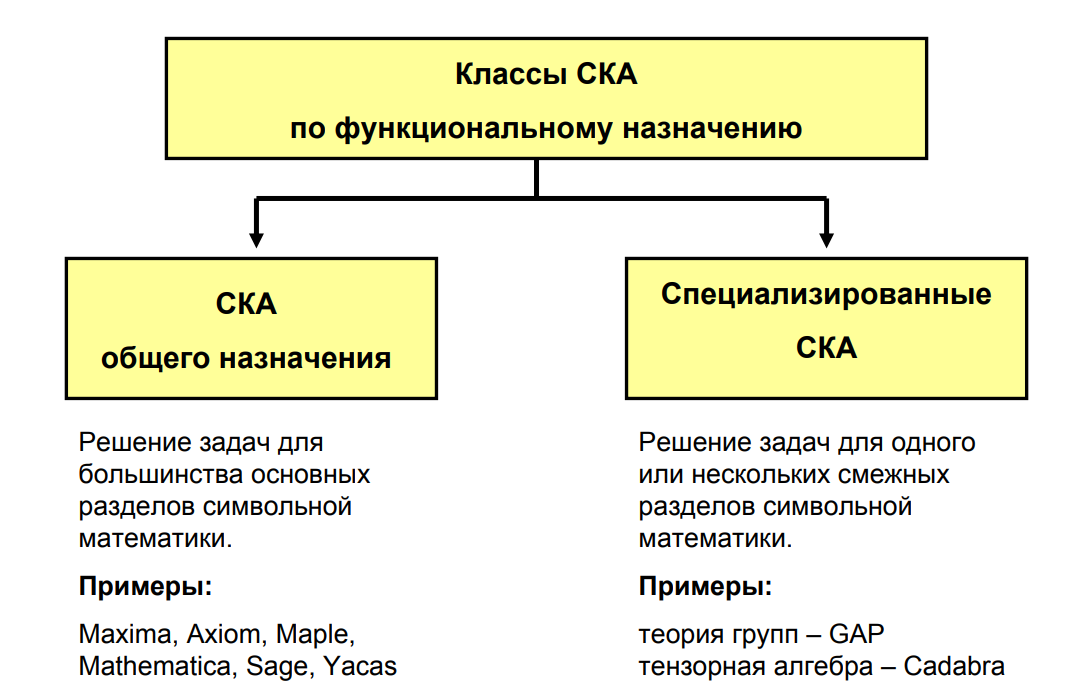 Классы СКА
по функциональному назначению
СКА
общего назначения
Решение задач для
большинства основных
разделов символьной
математики.
Примеры:
Maxima, Axiom, Maple,
Mathematica, Sage, Yacas
Специализированные
СКА
Решение задач для одного
или нескольких смежных
разделов символьной
математики.
Примеры:
теория групп – GAP
тензорная алгебра – Cadabra